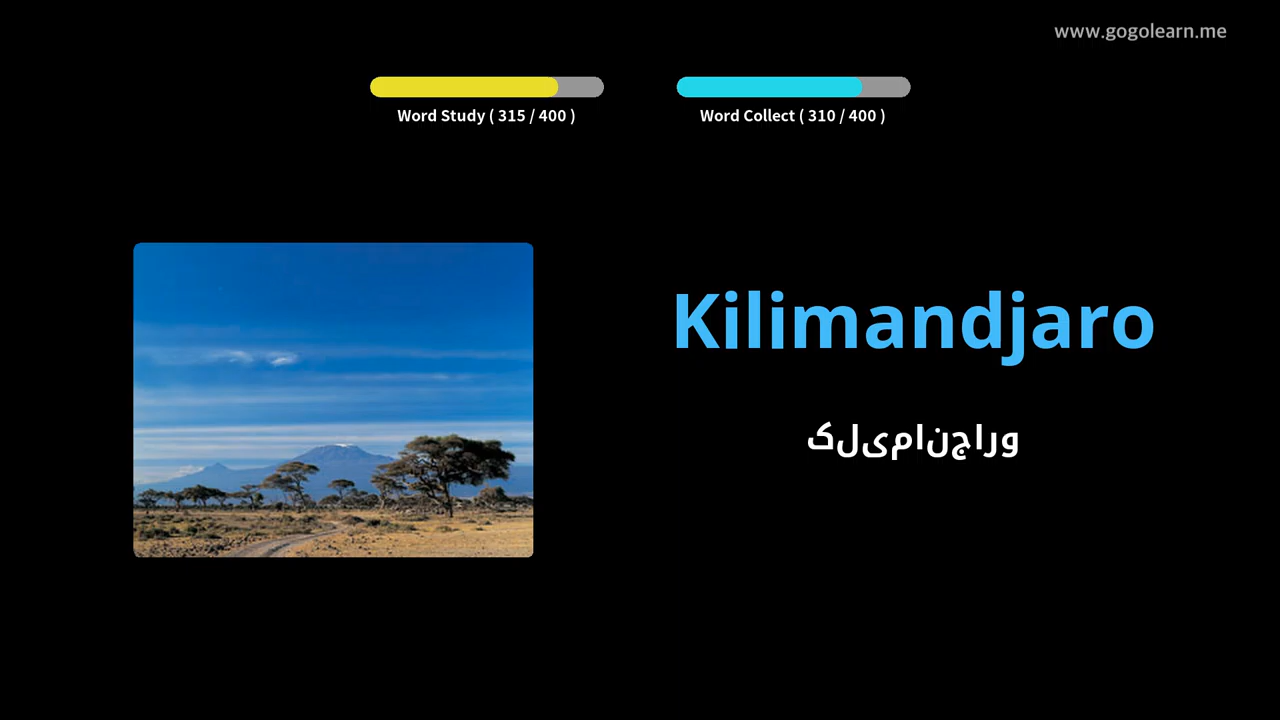 www.gogolearn.me
Word Study ( 315 / 400 )
Word Collect ( 310 / 400 )
Kilimandjaro
کلیمانجارو